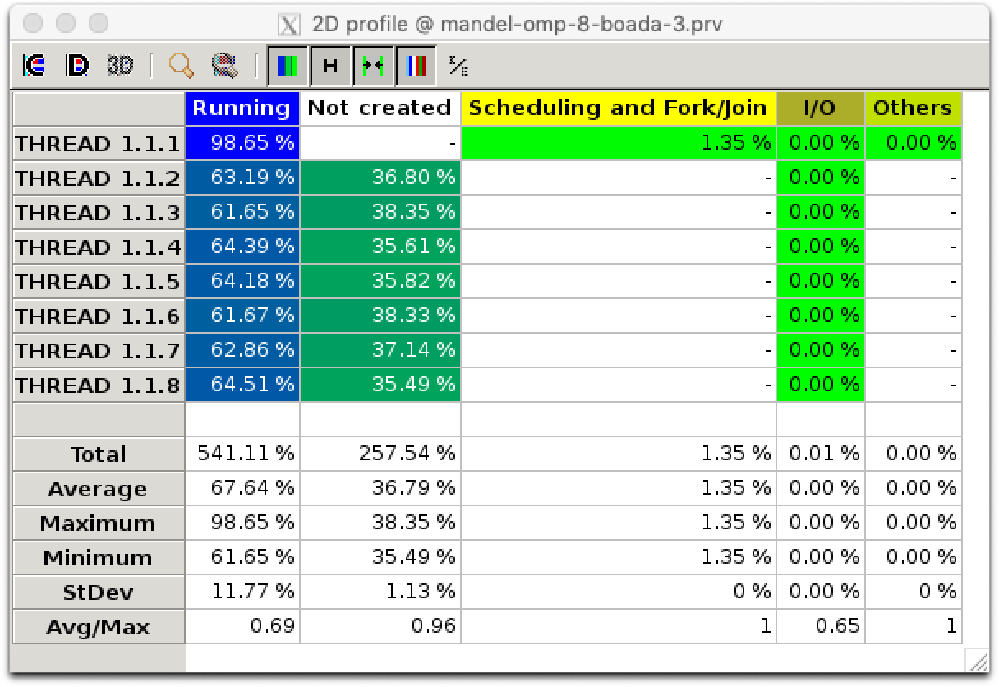 2D profile @ mandel-omp-8-boada-3.prv
3D
H
Running Not created Scheduling and Fork/Join I/O Others
THREAD 1.1.1 98.65 % - 1.35 % 0.00 % 0.00 %
THREAD 1.1.2 63.19 % 36.80 % - 0.00 % -
THREAD 1.1.3 61.65 % 38.35 % - 0.00 % -
THREAD 1.1.4 64.39 % 35.61 % - 0.00 % -
THREAD 1.1.5 64.18 % 35.82 % - 0.00 % -
THREAD 1.1.6 61.67 % 38.33 % - 0.00 % -
THREAD 1.1.7 62.86 % 37.14 % - 0.00 % -
THREAD 1.1.8 64.51 % 35.49 % - 0.00 % -
Total 541.11 % 257.54 % 1.35 % 0.01 % 0.00 %
Average 67.64 % 36.79 % 1.35 % 0.00 % 0.00 %
Maximum 98.65 % 38.35 % 1.35 % 0.00 % 0.00 %
Minimum 61.65 % 35.49 % 1.35 % 0.00 % 0.00 %
StDev 11.77 % 1.13 % 0 % 0.00 % 0 %
Avg/Max 0.69 0.96 1 0.65 1